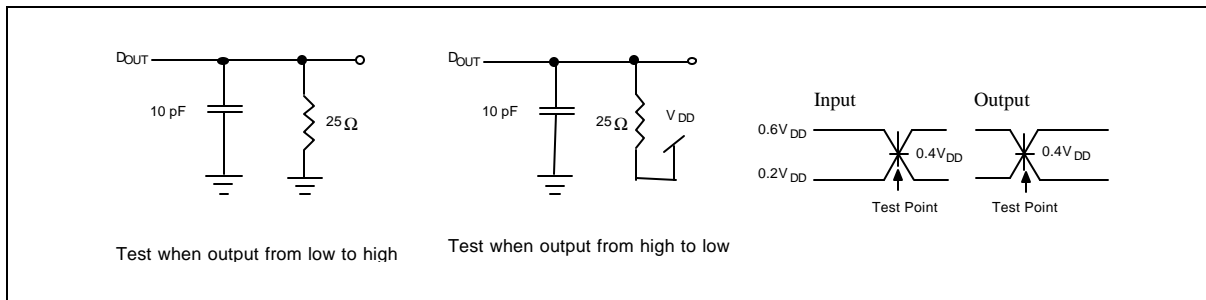 DOUT
10 pF
25Ω
Test when output from low to high
DOUT
10 pF
25Ω
VDD
Test when output from high to low
Input
0.6VDD
0.2VDD
0.4VDD
Test Point
Output
0.4VDD
Test Point